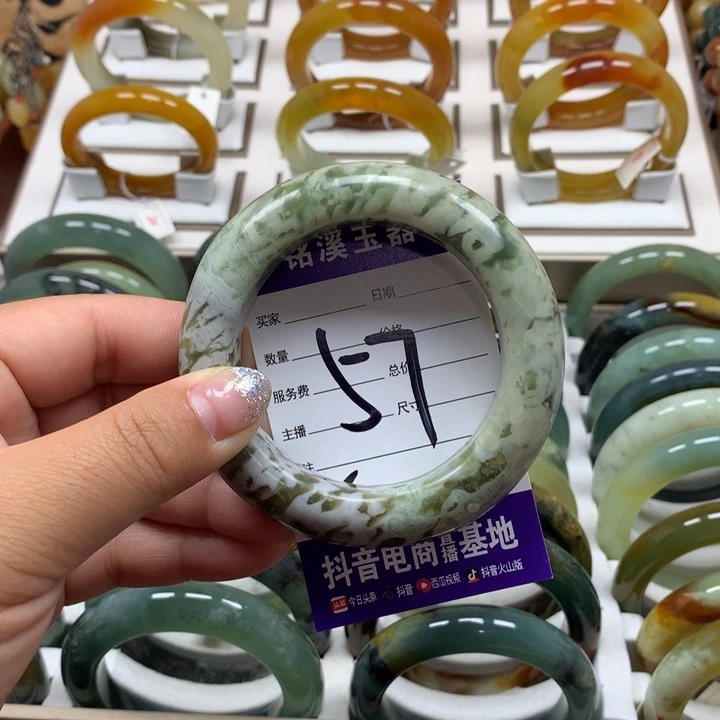 铭溪玉器
买家 日期
数量 价格
服务费 总价
主播 尺寸
57
抖音电商直播基地
今日头条 抖音 西瓜视频 抖音火山版